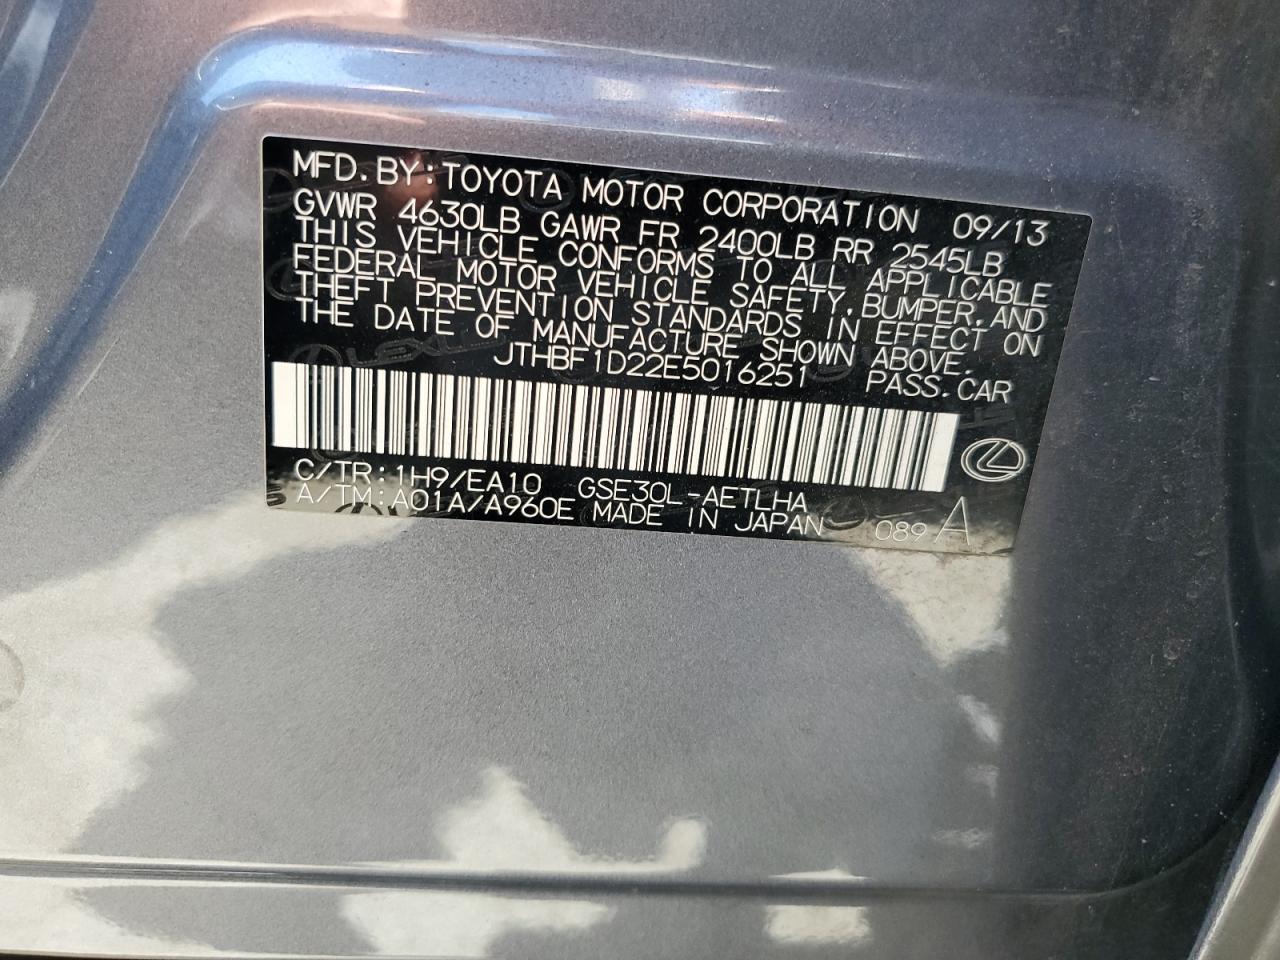 MFD. BY: TOYOTA MOTOR CORPORATION 09/13
GVWR 4630LB GAWR FR 2400LB RR 2545LB
THIS VEHICLE CONFORMS TO ALL APPLICABLE
FEDERAL MOTOR VEHICLE SAFETY, BUMPER, AND
THEFT PREVENTION STANDARDS IN EFFECT ON
THE DATE OF MANUFACTURE SHOWN ABOVE.
JTHBF1D22E5016251 PASS. CAR
C/TR: 1H9/EA10 GSE30L-AETLHA
A/TM: A01A/A960E MADE IN JAPAN 089 A